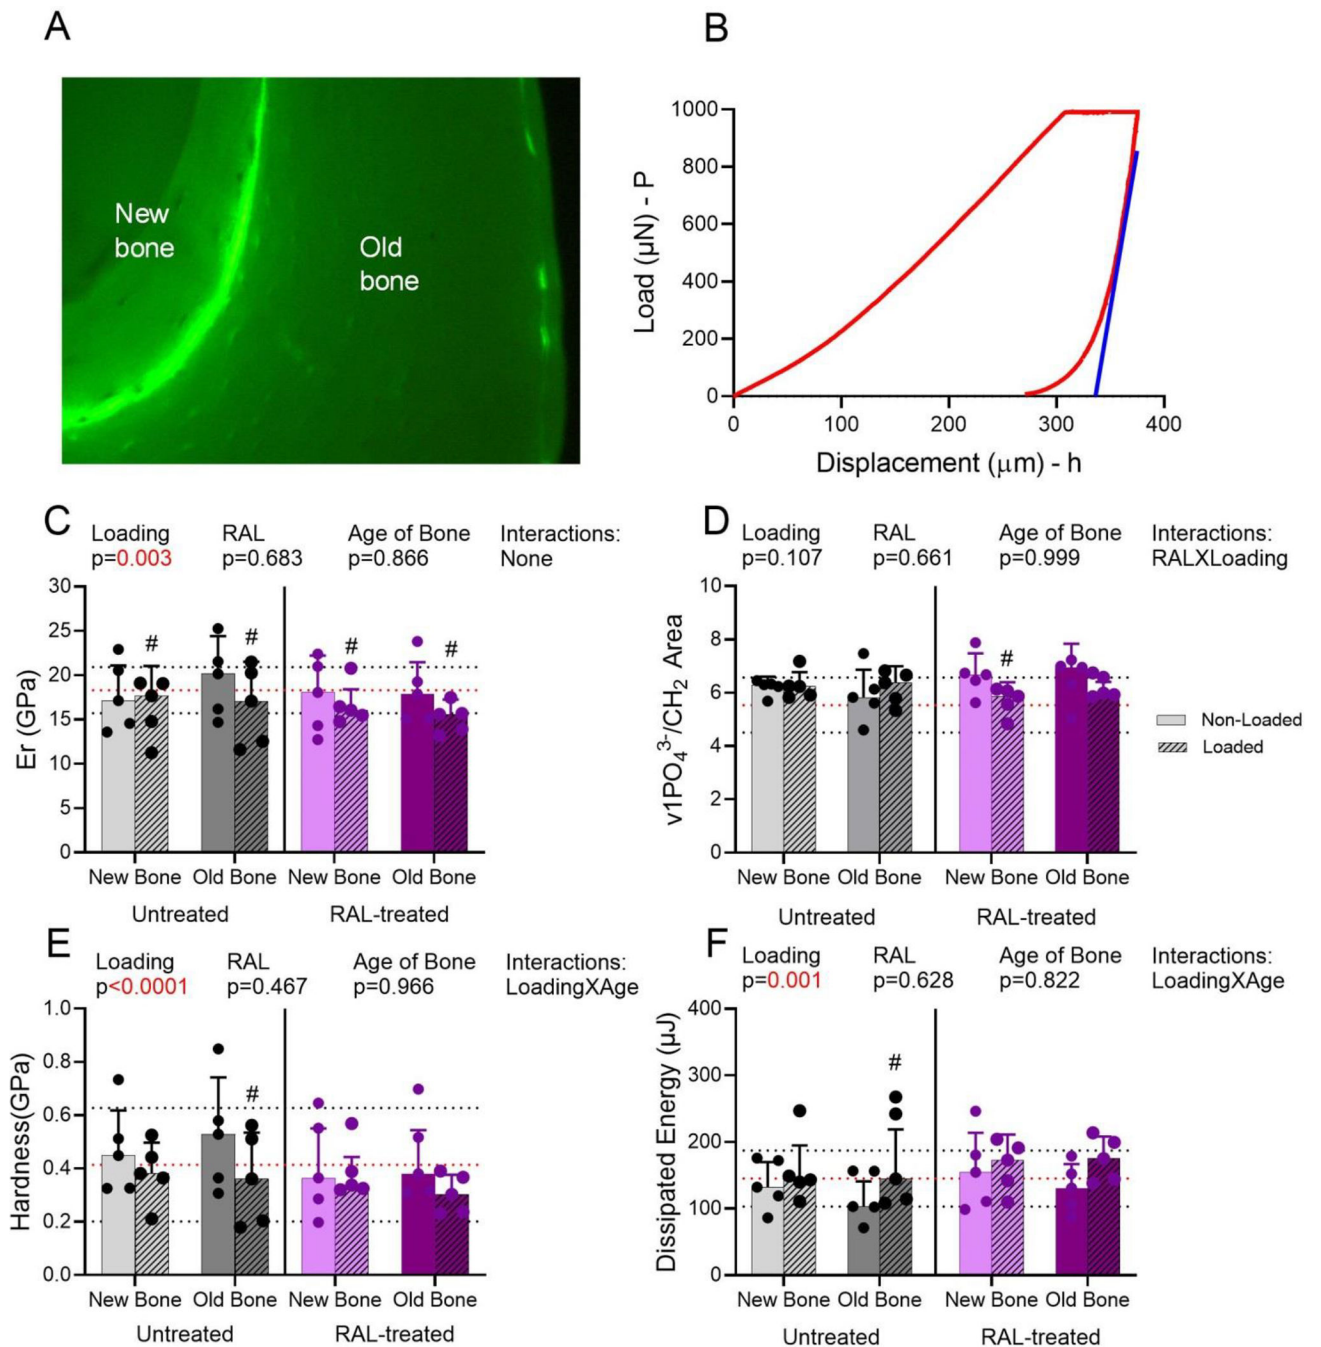 A
New
bone
Old
bone
B
Load (μN) - P
1000
800
600
400
200
0
0 100 200 300 400
Displacement (μm) - h
C
Loading RAL Age of Bone Interactions:
p=0.003 p=0.683 p=0.866 None
Er (GPa)
30
25
20
15
10
5
0
# # # #
New Bone Old Bone New Bone Old Bone
Untreated RAL-treated
D
Loading RAL Age of Bone Interactions:
p=0.107 p=0.661 p=0.999 RALXLoading
v1PO₄³⁻/CH₂ Area
10
8
6
4
2
0
#
New Bone Old Bone New Bone Old Bone
Untreated RAL-treated
Non-Loaded
Loaded
E
Loading RAL Age of Bone Interactions:
p<0.0001 p=0.467 p=0.966 LoadingXAge
Hardness(GPa)
1.0
0.8
0.6
0.4
0.2
0.0
#
New Bone Old Bone New Bone Old Bone
Untreated RAL-treated
F
Loading RAL Age of Bone Interactions:
p=0.001 p=0.628 p=0.822 LoadingXAge
Dissipated Energy (μJ)
400
300
200
100
0
#
New Bone Old Bone New Bone Old Bone
Untreated RAL-treated